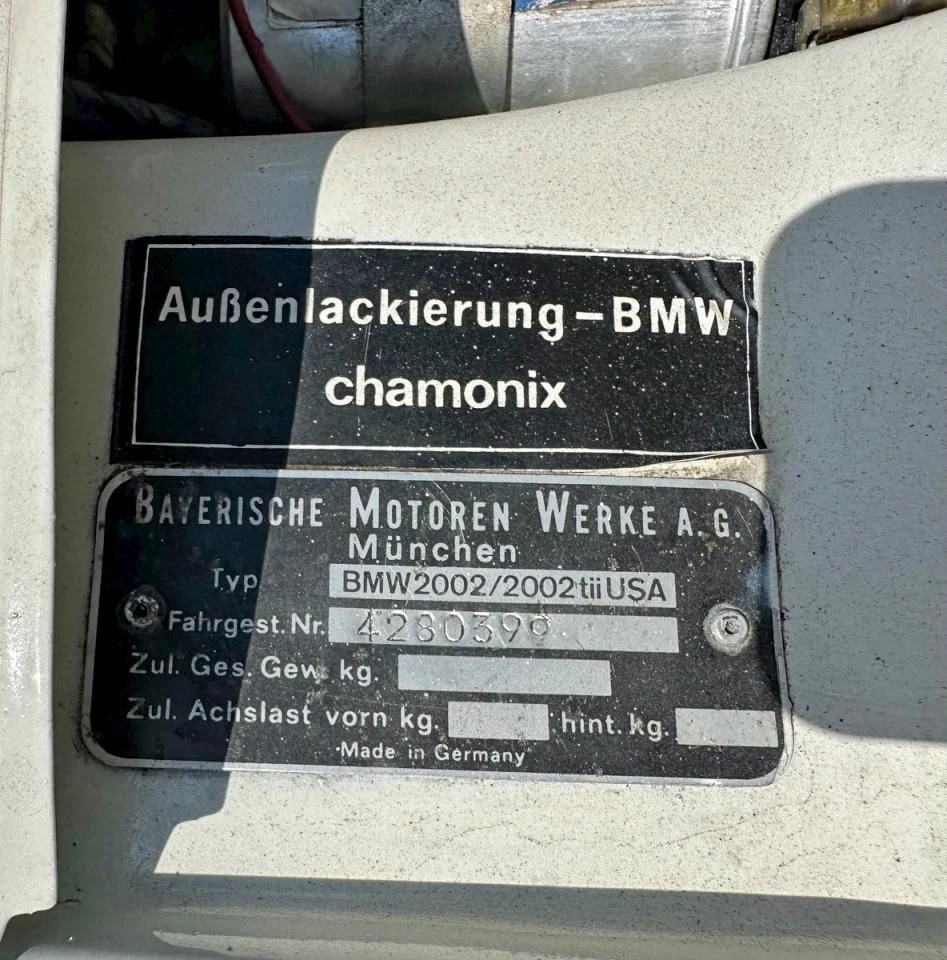 Außenlackierung-BMW
chamonix
BAYERISCHE MOTOREN WERKE A.G.
München
Typ BMW2002/2002tiiUSA
Fahrgest. Nr. 4280399
Zul. Ges. Gew. kg.
Zul. Achslast vorn kg. hint. kg.
Made in Germany